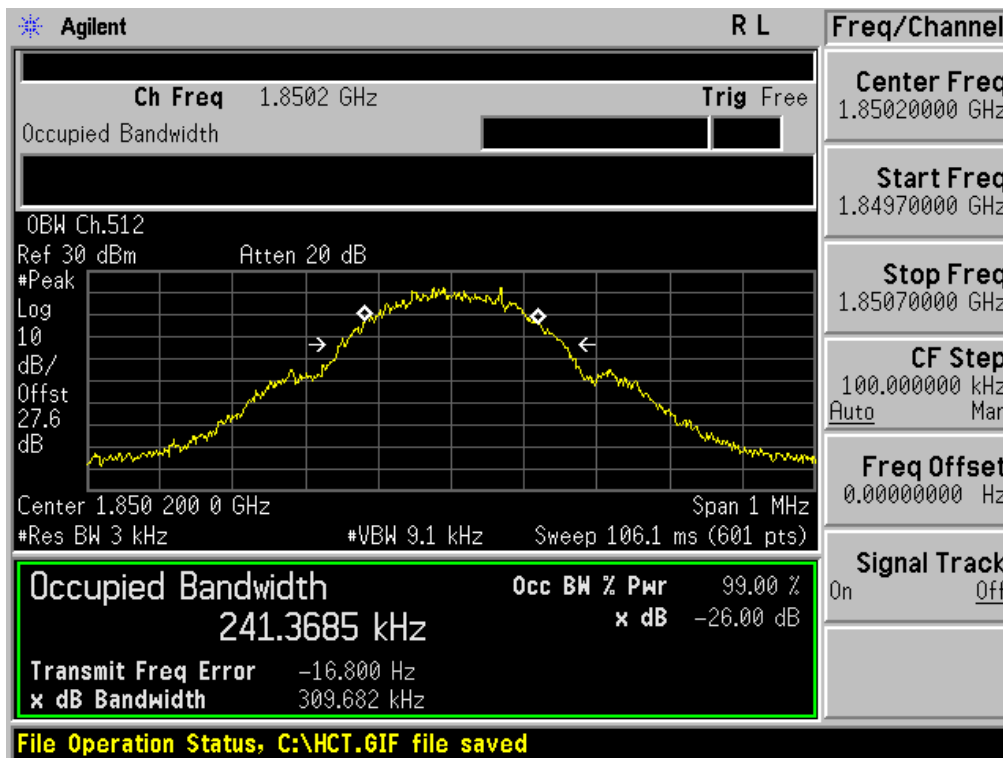 Agilent R L
Ch Freq 1.8502 GHz Trig Free
Occupied Bandwidth
OBW Ch.512
Ref 30 dBm Atten 20 dB
#Peak
Log
10
dB/
Offst
27.6
dB
Center 1.850 200 0 GHz Span 1 MHz
#Res BW 3 kHz #VBW 9.1 kHz Sweep 106.1 ms (601 pts)
Occupied Bandwidth Occ BW % Pwr 99.00 %
241.3685 kHz x dB -26.00 dB
Transmit Freq Error -16.800 Hz
x dB Bandwidth 309.682 kHz
File Operation Status, C:\HCT.GIF file saved
Freq/Channel
Center Freq
1.85020000 GHz
Start Freq
1.84970000 GHz
Stop Freq
1.85070000 GHz
CF Step
100.000000 kHz
Auto Man
Freq Offset
0.00000000 Hz
Signal Track
On Off